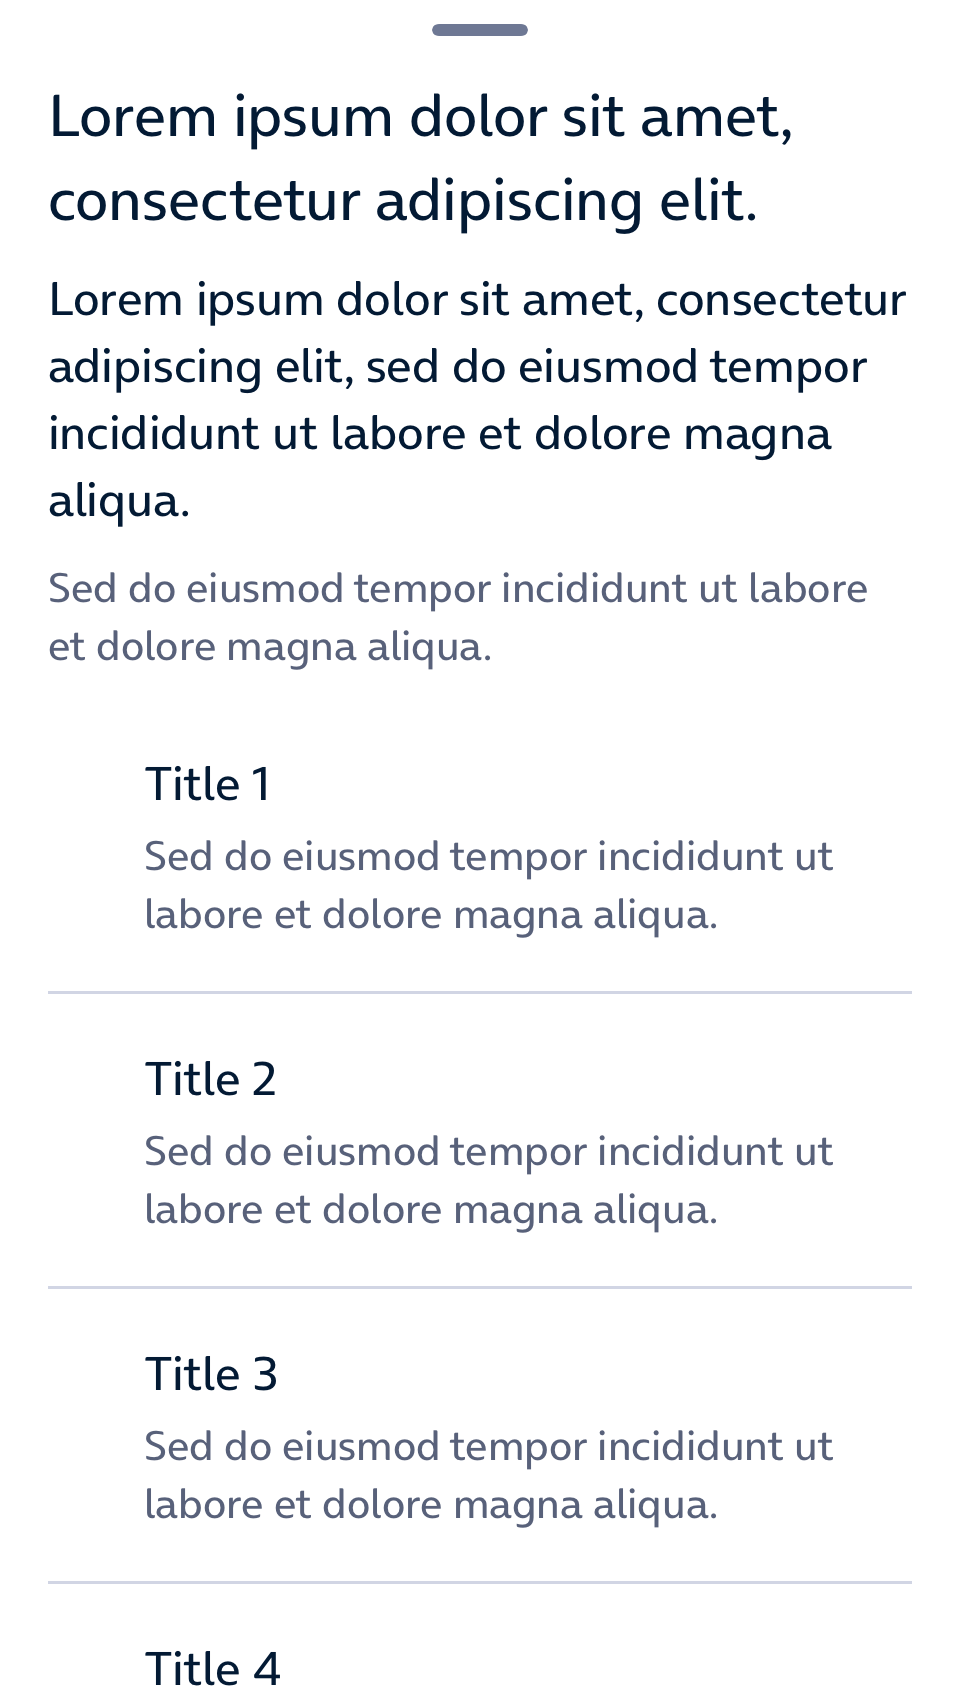 Lorem ipsum dolor sit amet,
consectetur adipiscing elit.
Lorem ipsum dolor sit amet, consectetur
adipiscing elit, sed do eiusmod tempor
incididunt ut labore et dolore magna
aliqua.
Sed do eiusmod tempor incididunt ut labore
et dolore magna aliqua.
Title 1
Sed do eiusmod tempor incididunt ut
labore et dolore magna aliqua.
Title 2
Sed do eiusmod tempor incididunt ut
labore et dolore magna aliqua.
Title 3
Sed do eiusmod tempor incididunt ut
labore et dolore magna aliqua.
Title 4